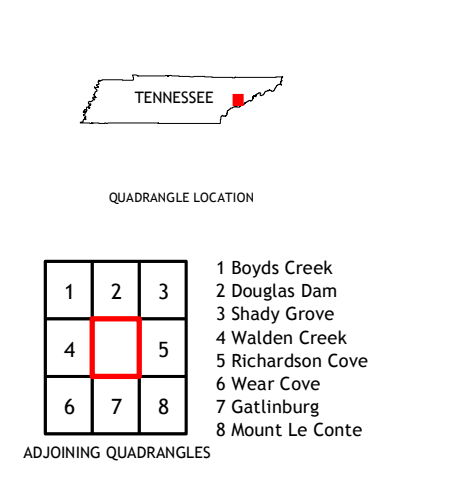 TENNESSEE
QUADRANGLE LOCATION
1 2 3
4 5
6 7 8
1 Boyds Creek
2 Douglas Dam
3 Shady Grove
4 Walden Creek
5 Richardson Cove
6 Wear Cove
7 Gatlinburg
8 Mount Le Conte
ADJOINING QUADRANGLES